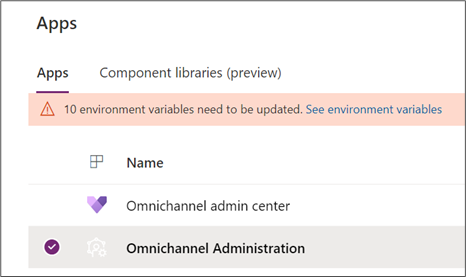 Apps
Apps Component libraries (preview)
10 environment variables need to be updated. See environment variables
Name
Omnichannel admin center
Omnichannel Administration